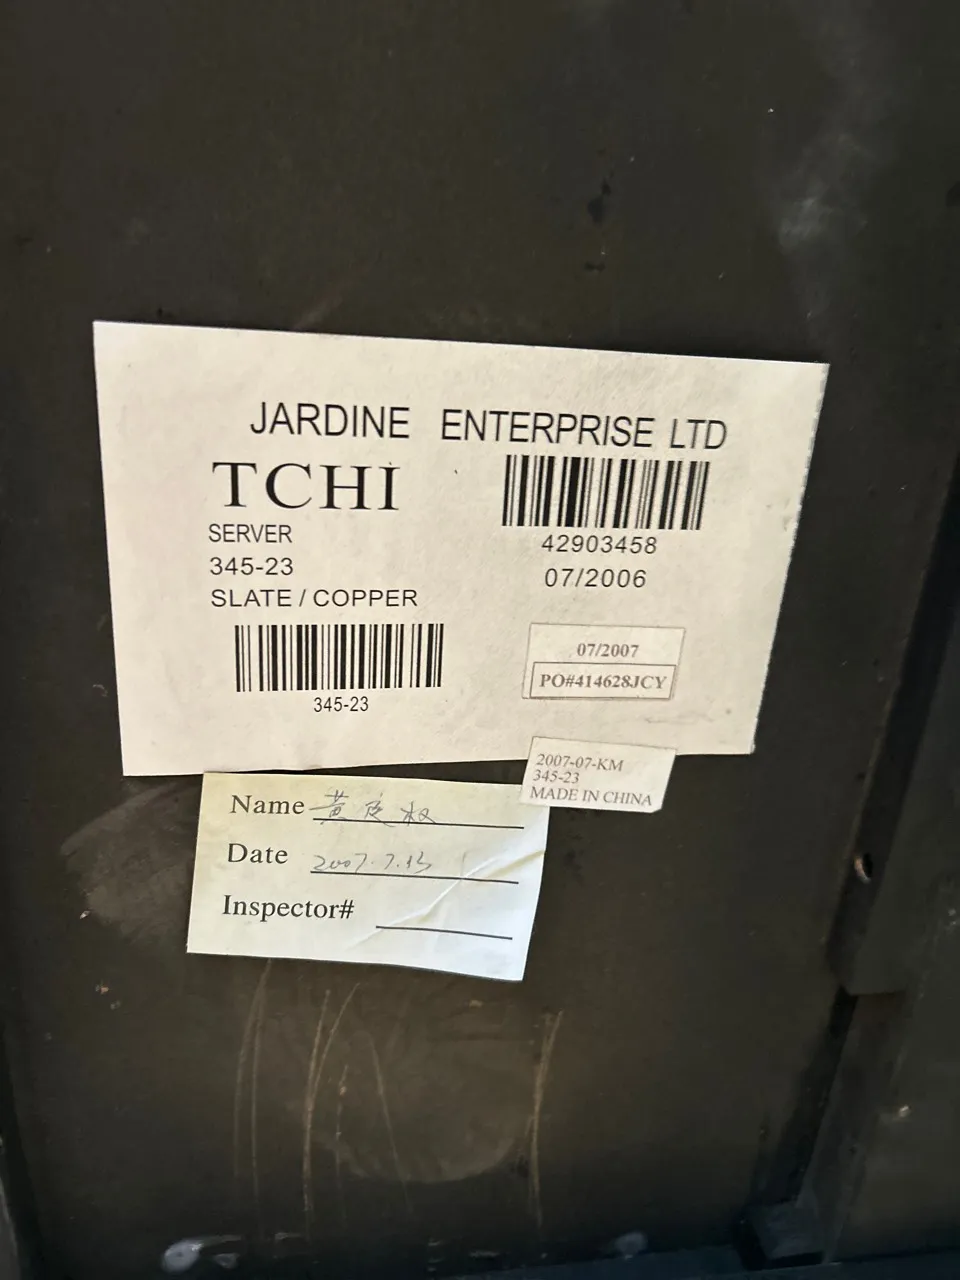 JARDINE ENTERPRISE LTD
TCHI
SERVER
345-23
SLATE / COPPER
345-23
42903458
07/2006
07/2007
PO#414628JCY
2007-07-KM
345-23
MADE IN CHINA
Name 黄
Date 2007.7.13
Inspector#